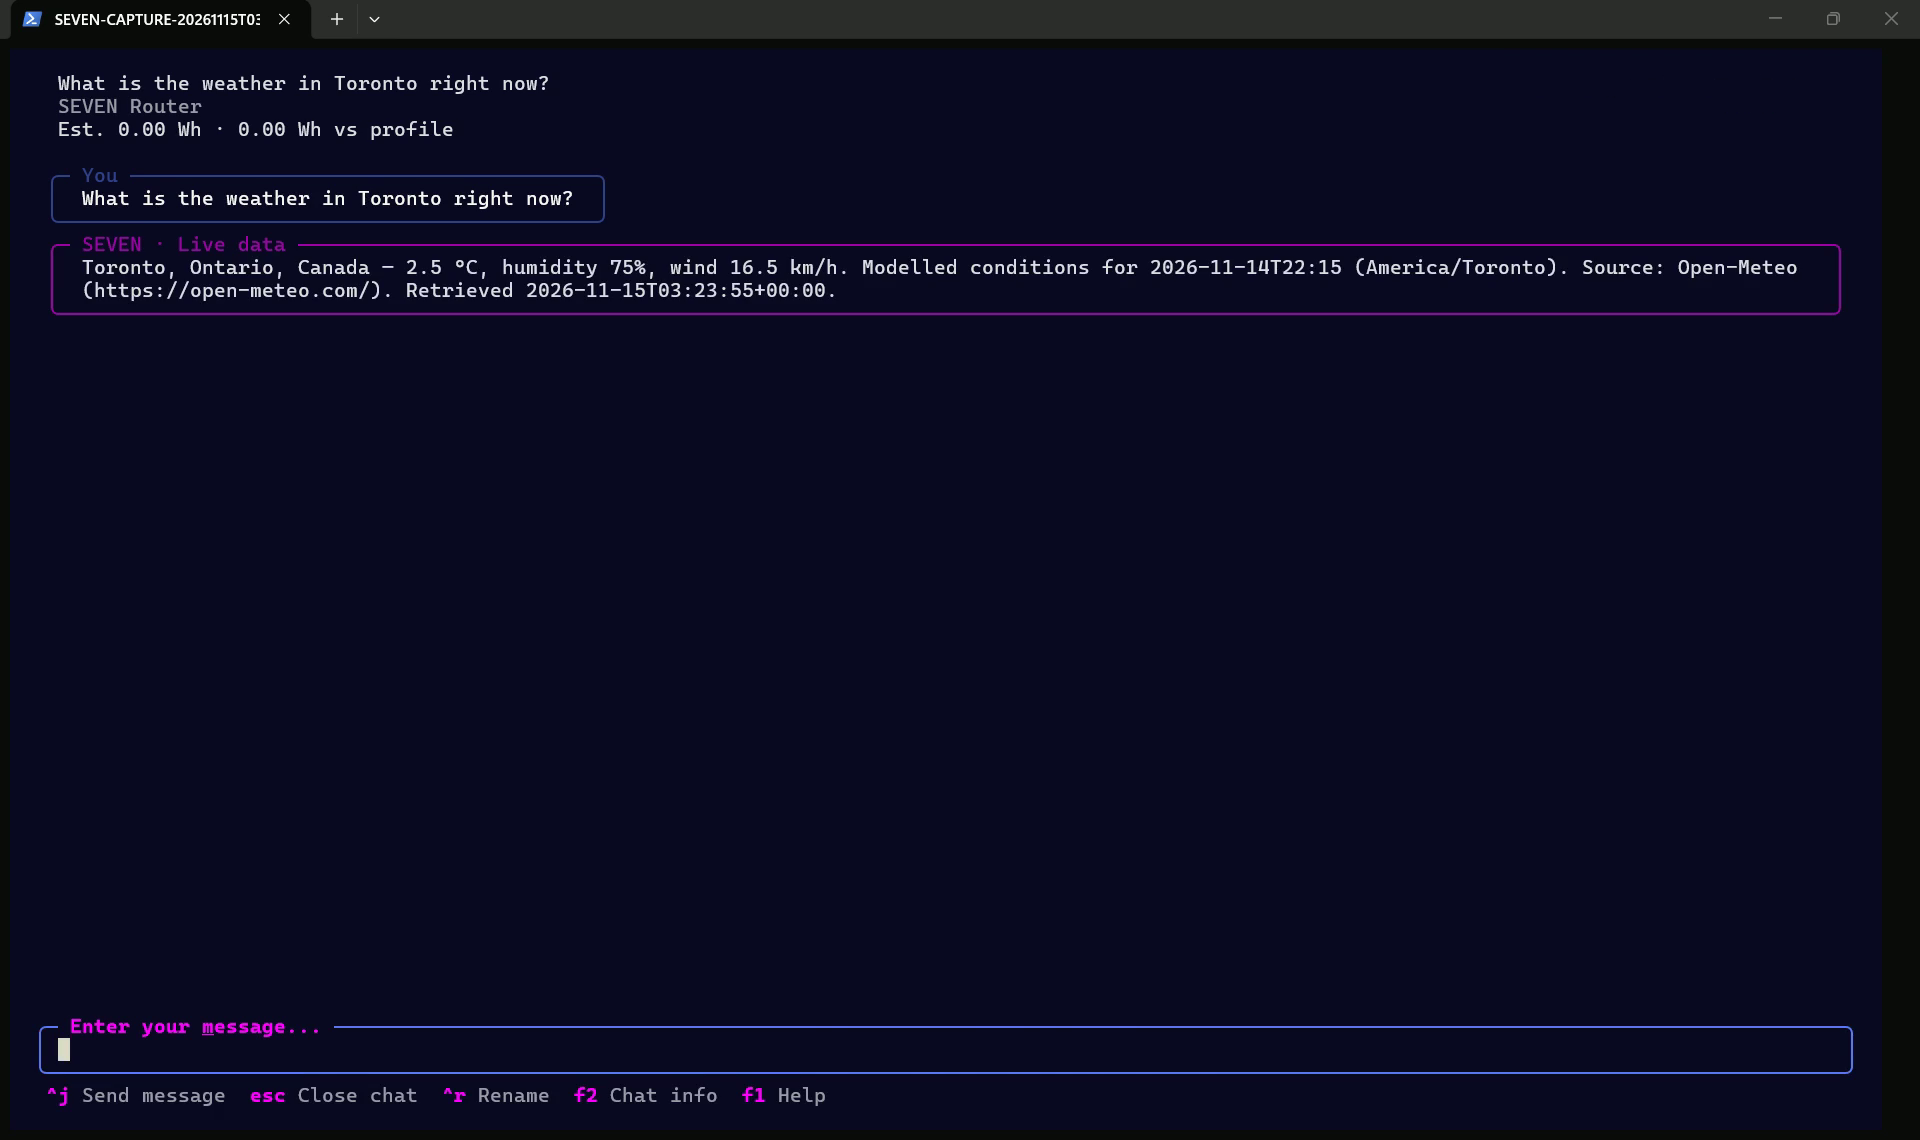 SEVEN-CAPTURE-20261115T03
What is the weather in Toronto right now?
SEVEN Router
Est. 0.00 Wh · 0.00 Wh vs profile
You
What is the weather in Toronto right now?
SEVEN · Live data
Toronto, Ontario, Canada — 2.5 °C, humidity 75%, wind 16.5 km/h. Modelled conditions for 2026-11-14T22:15 (America/Toronto). Source: Open-Meteo
(https://open-meteo.com/). Retrieved 2026-11-15T03:23:55+00:00.
Enter your message...
^j Send message esc Close chat ^r Rename f2 Chat info f1 Help